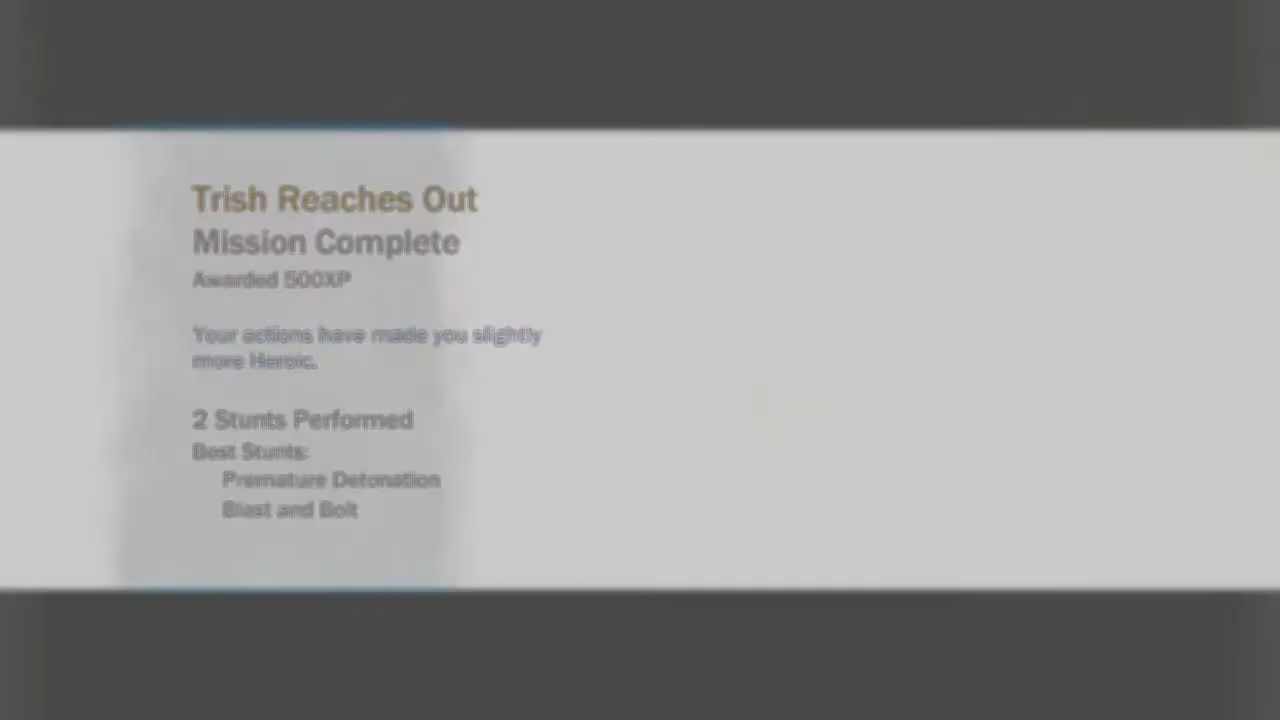 Trish Reaches Out
Mission Complete
Awarded 500XP
Your actions have made you slightly
more Heroic.
2 Stunts Performed
Best Stunts:
Premature Detonation
Blast and Bolt